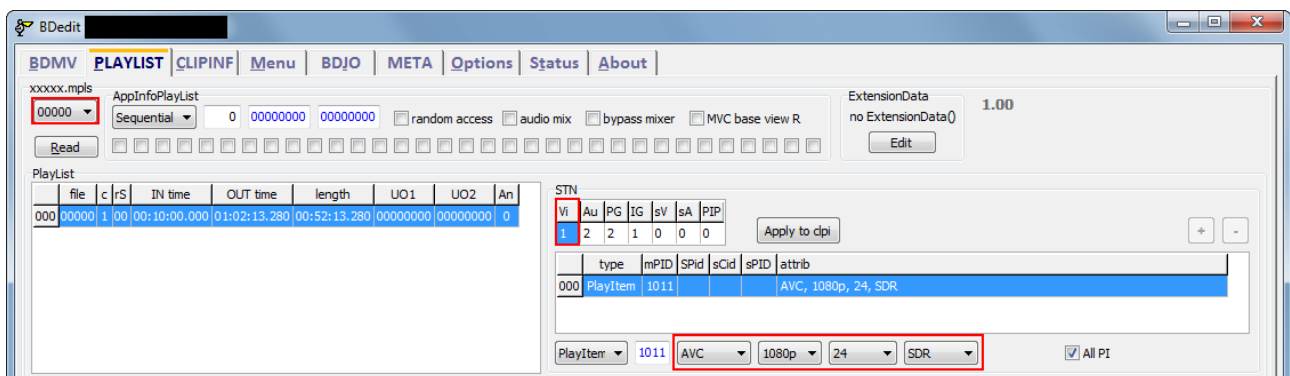 BDedit
BDMV PLAYLIST CLIPINF Menu BDJO META Options Status About
xxxxx.mpls
00000
Read
AppInfoPlayList
Sequential 0 00000000 00000000 random access audio mix bypass mixer MVC base view R
ExtensionData
no ExtensionData()
Edit
1.00
PlayList
file c rS IN time OUT time length UO1 UO2 An
000 00000 1 00 00:10:00.000 01:02:13.280 00:52:13.280 00000000 00000000 0
STN
Vi Au PG IG sV sA PIP
1 2 2 1 0 0 0
Apply to clpi
+ -
type mPID SPid sCid sPID attrib
000 PlayItem 1011 AVC, 1080p, 24, SDR
PlayItem 1011 AVC 1080p 24 SDR All PI